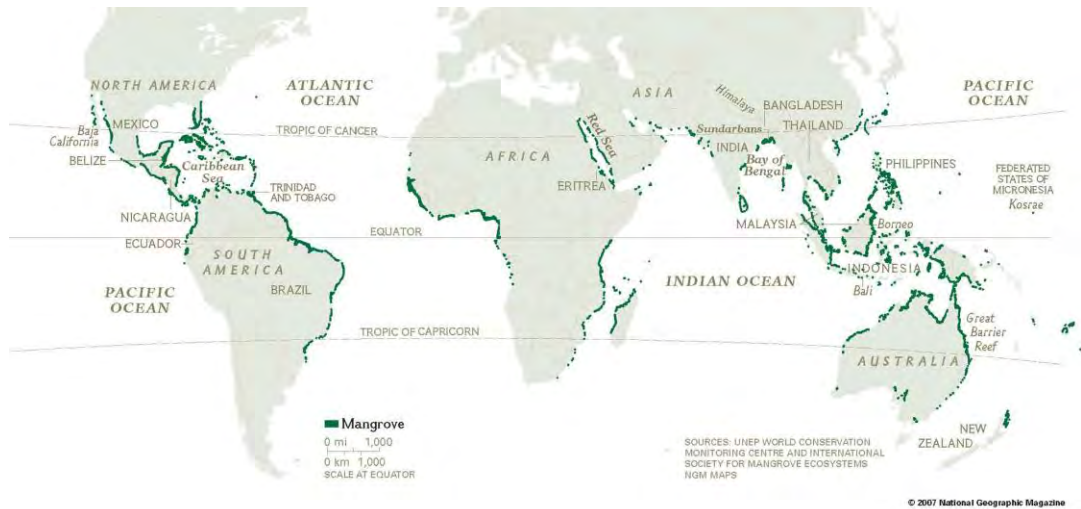 NORTH AMERICA
ATLANTIC
OCEAN
ASIA
Himalaya
PACIFIC
OCEAN
BANGLADESH
Baja
California
MEXICO
TROPIC OF CANCER
Red Sea
Sundarbans
THAILAND
INDIA
BELIZE
Caribbean
Sea
AFRICA
Bay of
Bengal
PHILIPPINES
FEDERATED
STATES OF
MICRONESIA
Kosrae
TRINIDAD
AND TOBAGO
ERITREA
NICARAGUA
MALAYSIA
Borneo
ECUADOR
EQUATOR
SOUTH
AMERICA
INDIAN OCEAN
INDONESIA
Bali
BRAZIL
PACIFIC
OCEAN
TROPIC OF CAPRICORN
Great
Barrier
Reef
AUSTRALIA
Mangrove
0 mi 1,000
0 km 1,000
SCALE AT EQUATOR
NEW
ZEALAND
SOURCES: UNEP WORLD CONSERVATION
MONITORING CENTRE AND INTERNATIONAL
SOCIETY FOR MANGROVE ECOSYSTEMS
NGM MAPS
© 2007 National Geographic Magazine